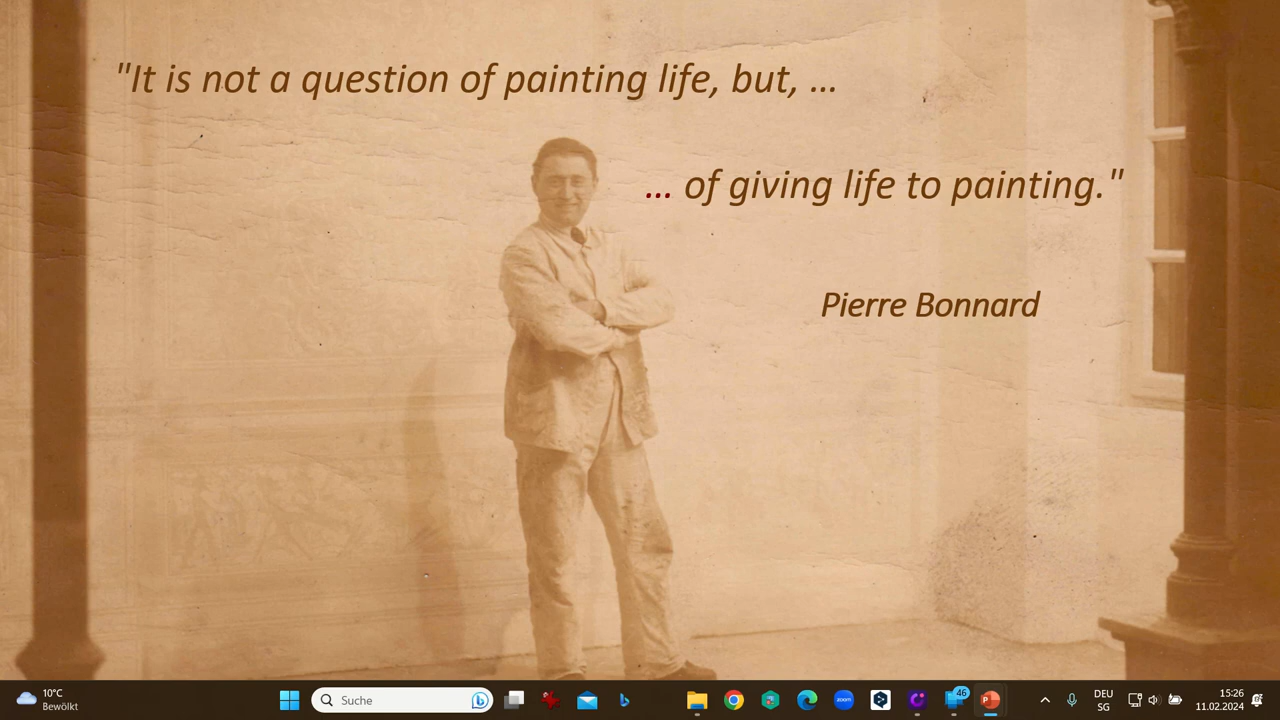 "It is not a question of painting life, but, ...
... of giving life to painting."
Pierre Bonnard
10°C
Bewölkt
Suche
zoom
46
DEU
SG
15:26
11.02.2024